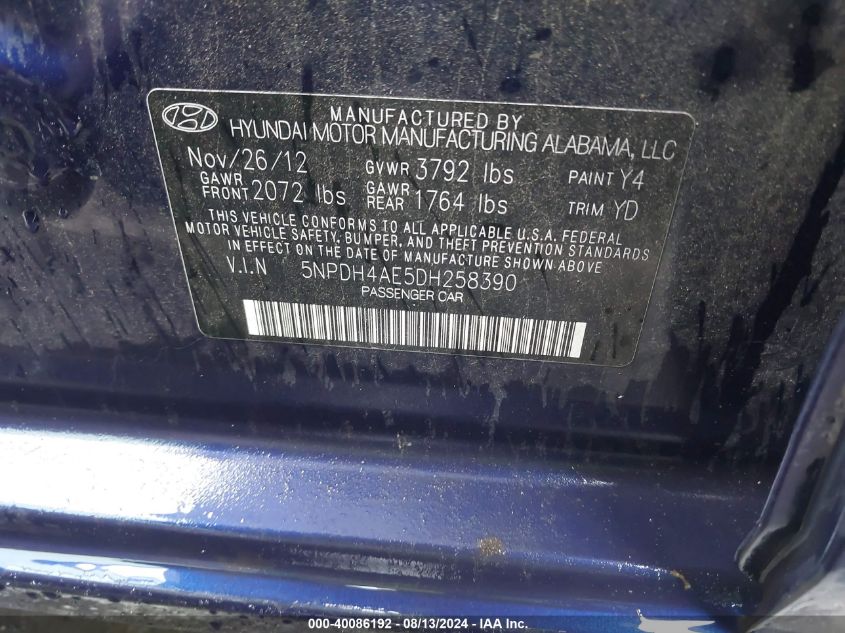 MANUFACTURED BY
HYUNDAI MOTOR MANUFACTURING ALABAMA, LLC
Nov/26/12 GVWR 3792 lbs PAINT Y4
GAWR FRONT 2072 lbs GAWR REAR 1764 lbs TRIM YD
THIS VEHICLE CONFORMS TO ALL APPLICABLE U.S.A. FEDERAL
MOTOR VEHICLE SAFETY, BUMPER, AND THEFT PREVENTION STANDARDS
IN EFFECT ON THE DATE OF MANUFACTURE SHOWN ABOVE
V.I.N 5NPDH4AE5DH258390
PASSENGER CAR
000-40086192 - 08/13/2024 - IAA Inc.